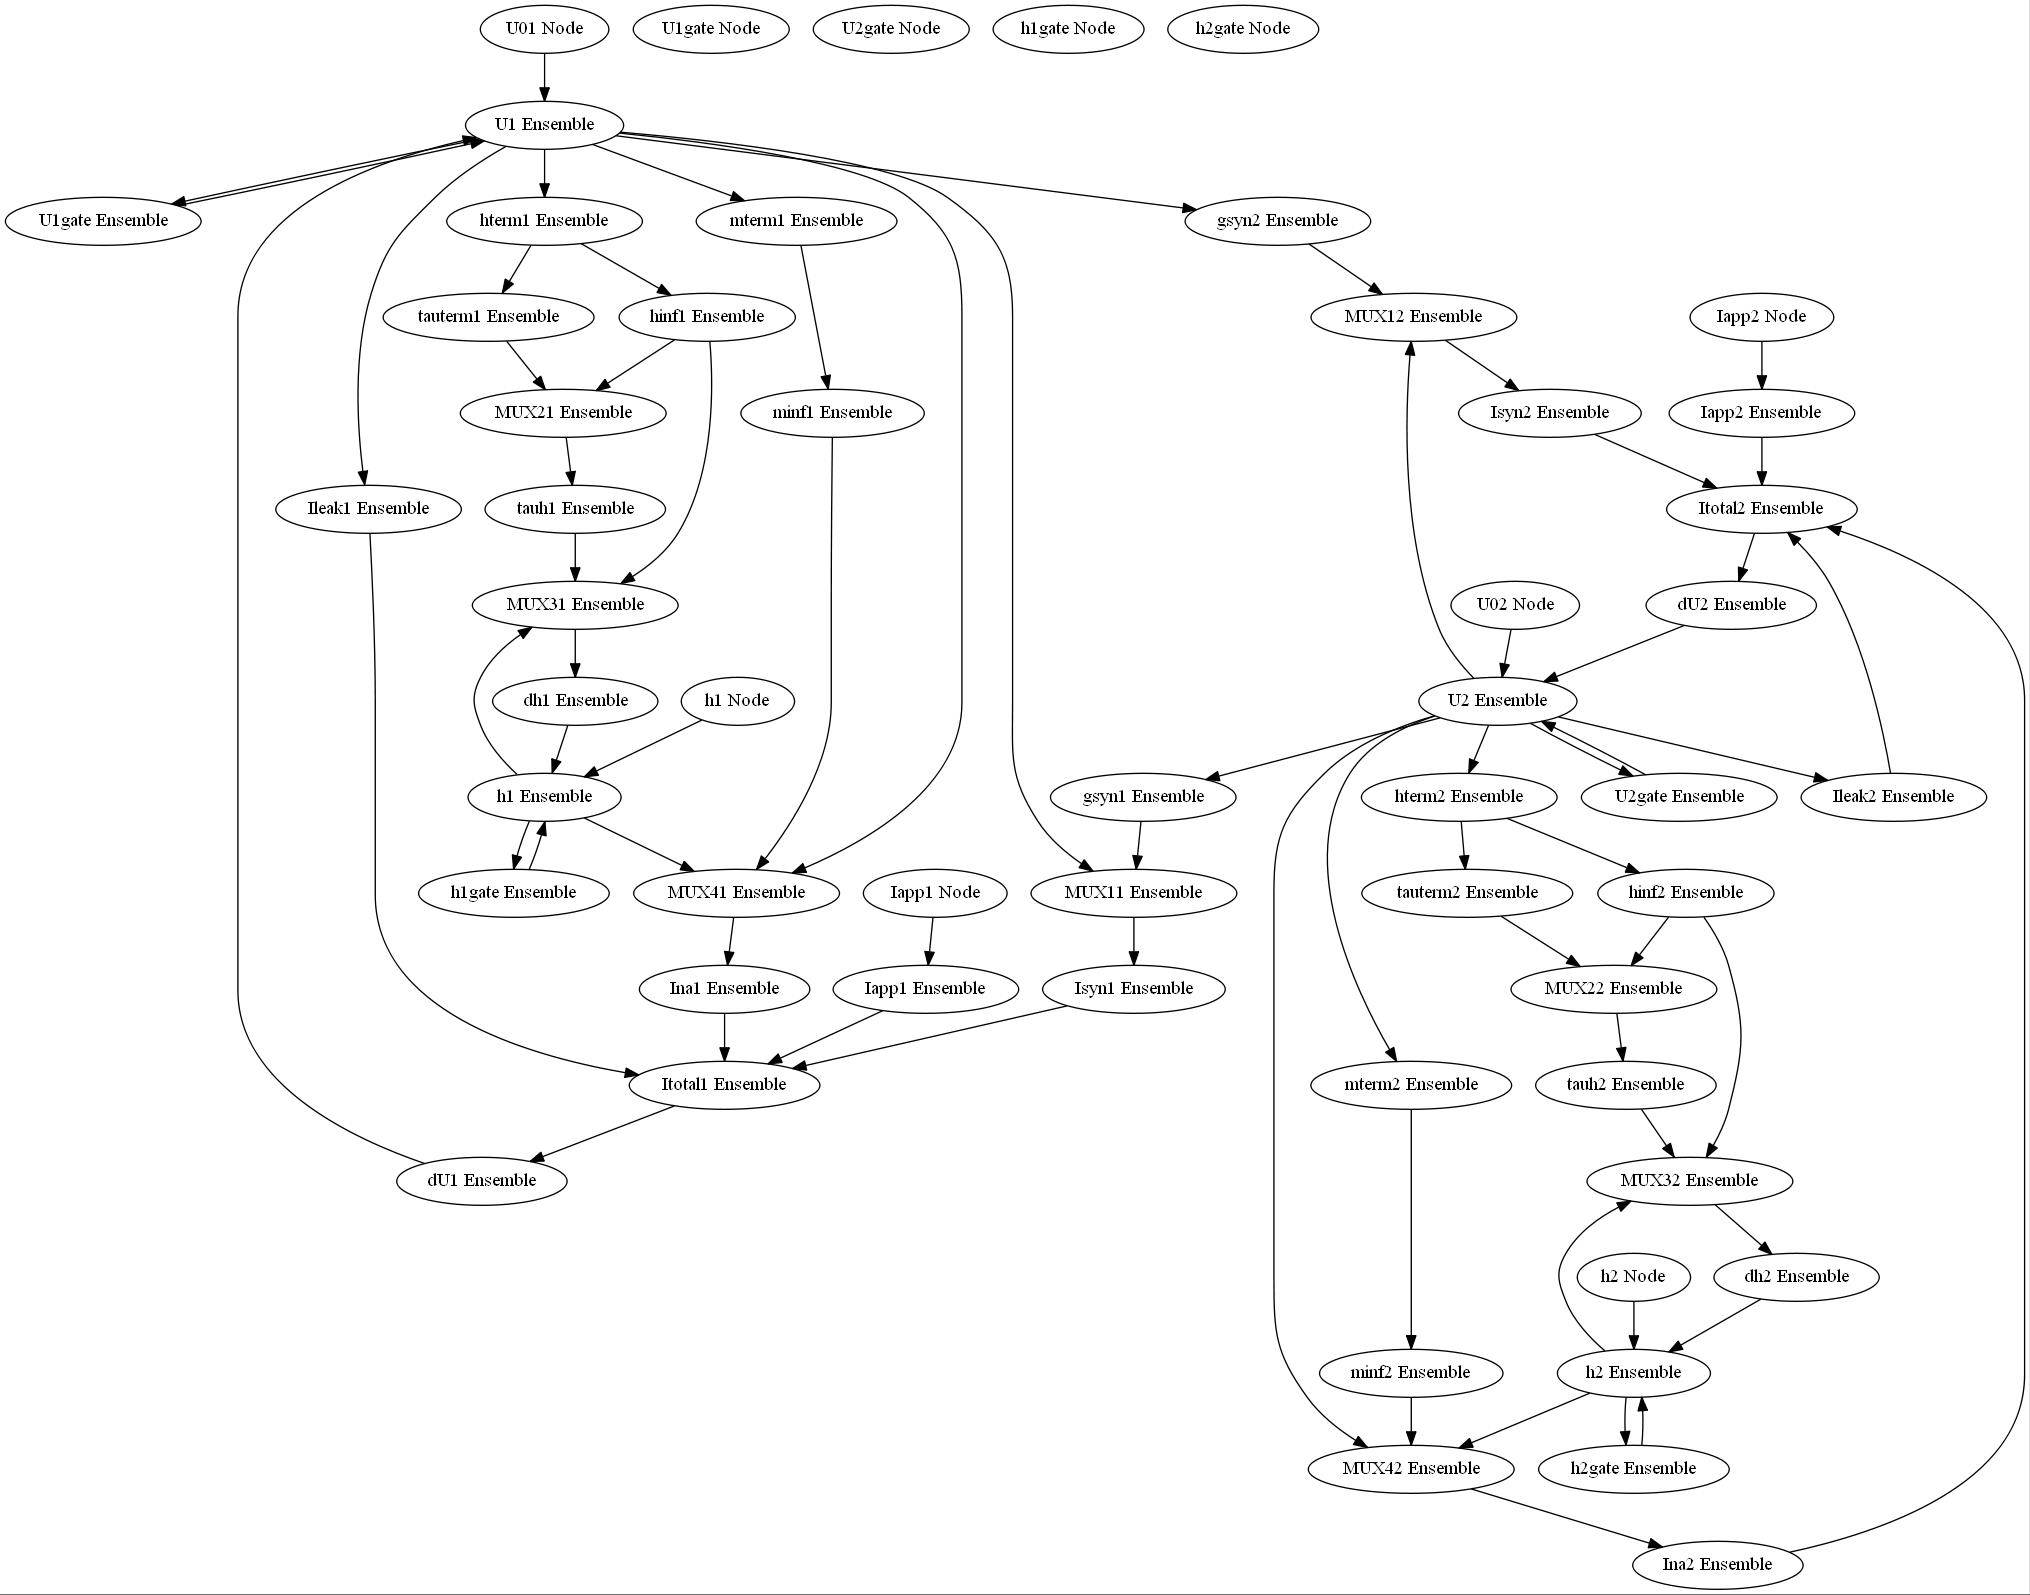 U01 Node
U1gate Node
U2gate Node
h1gate Node
h2gate Node
U1 Ensemble
U1gate Ensemble
hterm1 Ensemble
mterm1 Ensemble
gsyn2 Ensemble
tauterm1 Ensemble
hinf1 Ensemble
MUX12 Ensemble
Iapp2 Node
MUX21 Ensemble
minf1 Ensemble
Isyn2 Ensemble
Iapp2 Ensemble
Ileak1 Ensemble
tauh1 Ensemble
Itotal2 Ensemble
MUX31 Ensemble
U02 Node
dU2 Ensemble
dh1 Ensemble
h1 Node
U2 Ensemble
h1 Ensemble
gsyn1 Ensemble
hterm2 Ensemble
U2gate Ensemble
Ileak2 Ensemble
h1gate Ensemble
MUX41 Ensemble
Iapp1 Node
MUX11 Ensemble
tauterm2 Ensemble
hinf2 Ensemble
Ina1 Ensemble
Iapp1 Ensemble
Isyn1 Ensemble
MUX22 Ensemble
Itotal1 Ensemble
mterm2 Ensemble
tauh2 Ensemble
dU1 Ensemble
MUX32 Ensemble
h2 Node
dh2 Ensemble
minf2 Ensemble
h2 Ensemble
MUX42 Ensemble
h2gate Ensemble
Ina2 Ensemble